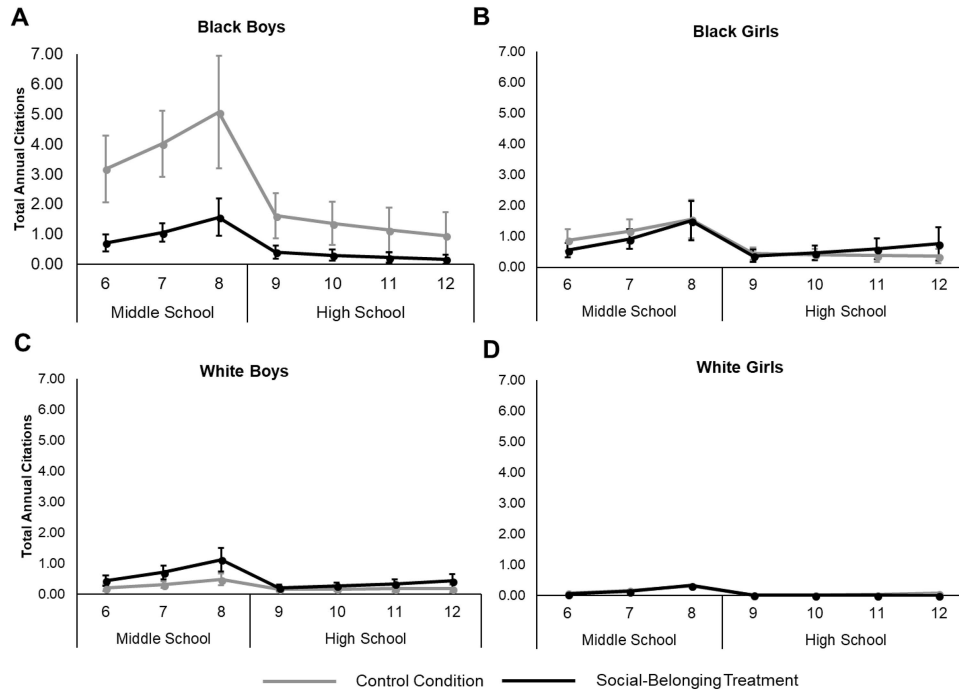 A
Black Boys
Total Annual Citations
7.00
6.00
5.00
4.00
3.00
2.00
1.00
0.00
6 7 8 9 10 11 12
Middle School High School
B
Black Girls
7.00
6.00
5.00
4.00
3.00
2.00
1.00
0.00
6 7 8 9 10 11 12
Middle School High School
C
White Boys
Total Annual Citations
7.00
6.00
5.00
4.00
3.00
2.00
1.00
0.00
6 7 8 9 10 11 12
Middle School High School
D
White Girls
7.00
6.00
5.00
4.00
3.00
2.00
1.00
0.00
6 7 8 9 10 11 12
Middle School High School
Control Condition Social-Belonging Treatment